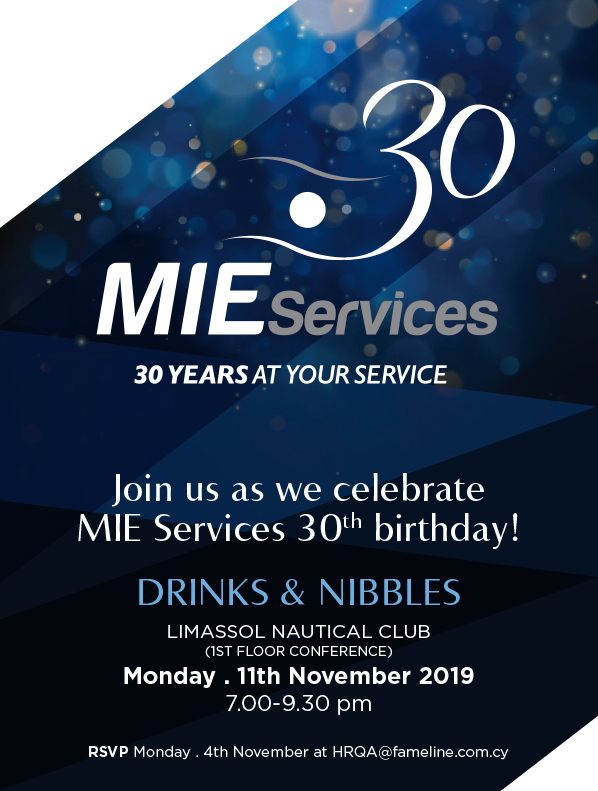 30
MIE Services
30 YEARS AT YOUR SERVICE
Join us as we celebrate
MIE Services 30th birthday!
DRINKS & NIBBLES
LIMASSOL NAUTICAL CLUB
(1ST FLOOR CONFERENCE)
Monday . 11th November 2019
7.00-9.30 pm
RSVP Monday . 4th November at HRQA@fameline.com.cy